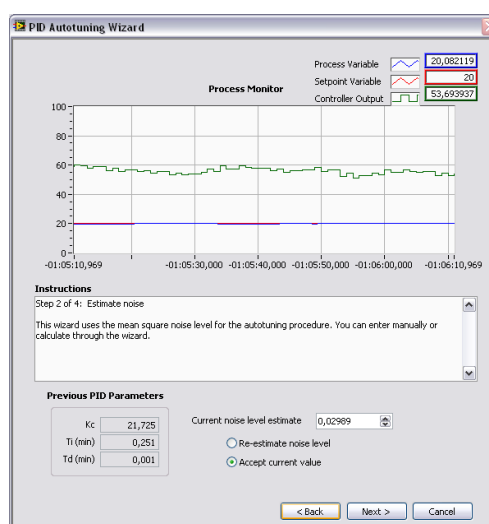 PID Autotuning Wizard
Process Variable 20,082119
Setpoint Variable 20
Process Monitor
Controller Output 53,693937
100
80
60
40
20
0
-01:05:10,969 -01:05:30,000 -01:05:40,000 -01:05:50,000 -01:06:00,000 -01:06:10,969
Instructions
Step 2 of 4: Estimate noise
This wizard uses the mean square noise level for the autotuning procedure. You can enter manually or
calculate through the wizard.
Previous PID Parameters
Kc 21,725
Ti (min) 0,251
Td (min) 0,001
Current noise level estimate 0,02989
Re-estimate noise level
Accept current value
< Back Next > Cancel